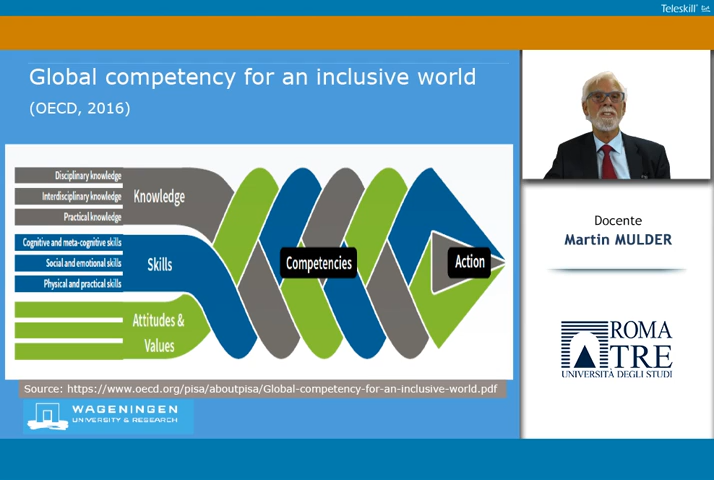 Teleskill
Global competency for an inclusive world
(OECD, 2016)
Disciplinary knowledge
Interdisciplinary knowledge
Practical knowledge
Knowledge
Cognitive and meta-cognitive skills
Social and emotional skills
Physical and practical skills
Skills
Attitudes &
Values
Competencies
Action
Source: https://www.oecd.org/pisa/aboutpisa/Global-competency-for-an-inclusive-world.pdf
WAGENINGEN
UNIVERSITY & RESEARCH
Docente
Martin MULDER
ROMA
TRE
UNIVERSITÀ DEGLI STUDI